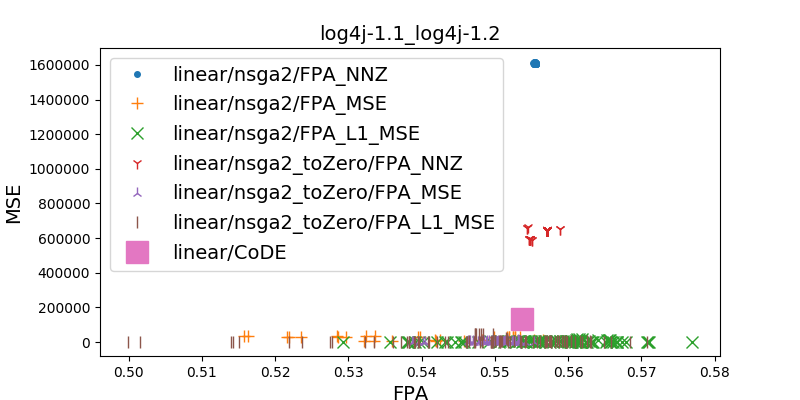 log4j-1.1_log4j-1.2
1600000
1400000
1200000
1000000
800000
600000
400000
200000
0
MSE
linear/nsga2/FPA_NNZ
linear/nsga2/FPA_MSE
linear/nsga2/FPA_L1_MSE
linear/nsga2_toZero/FPA_NNZ
linear/nsga2_toZero/FPA_MSE
linear/nsga2_toZero/FPA_L1_MSE
linear/CoDE
0.50 0.51 0.52 0.53 0.54 0.55 0.56 0.57 0.58
FPA